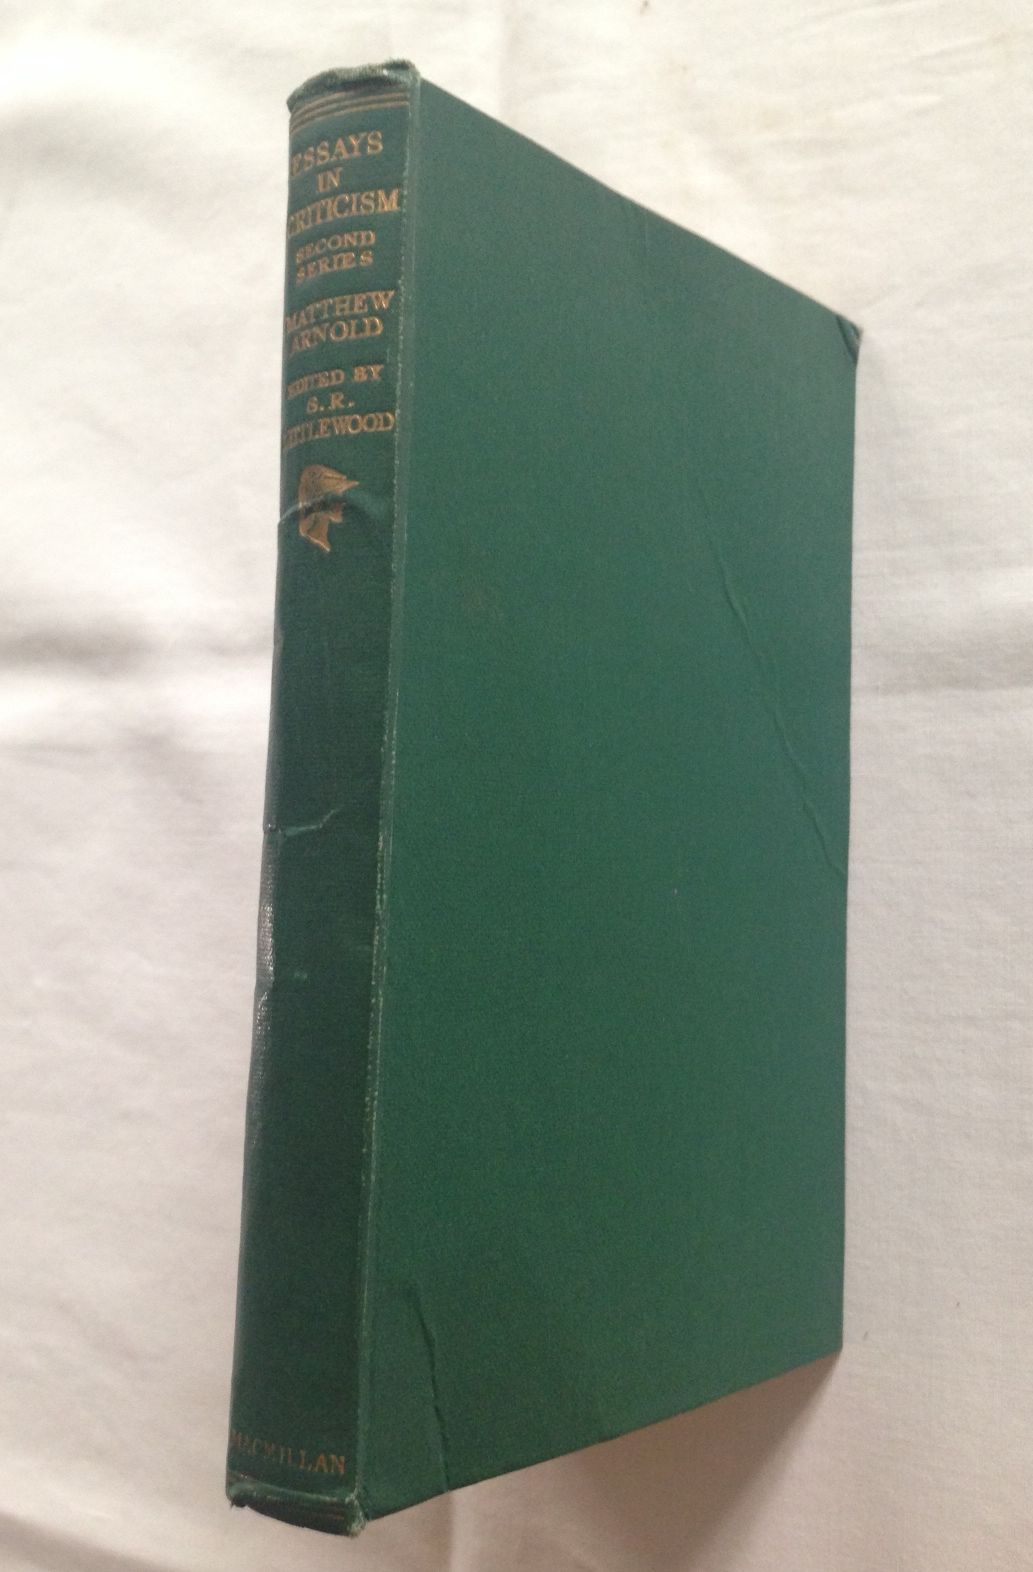 ESSAYS
IN
CRITICISM
SECOND
SERIES
MATTHEW
ARNOLD
EDITED BY
S. R.
LITTLEWOOD
MACMILLAN